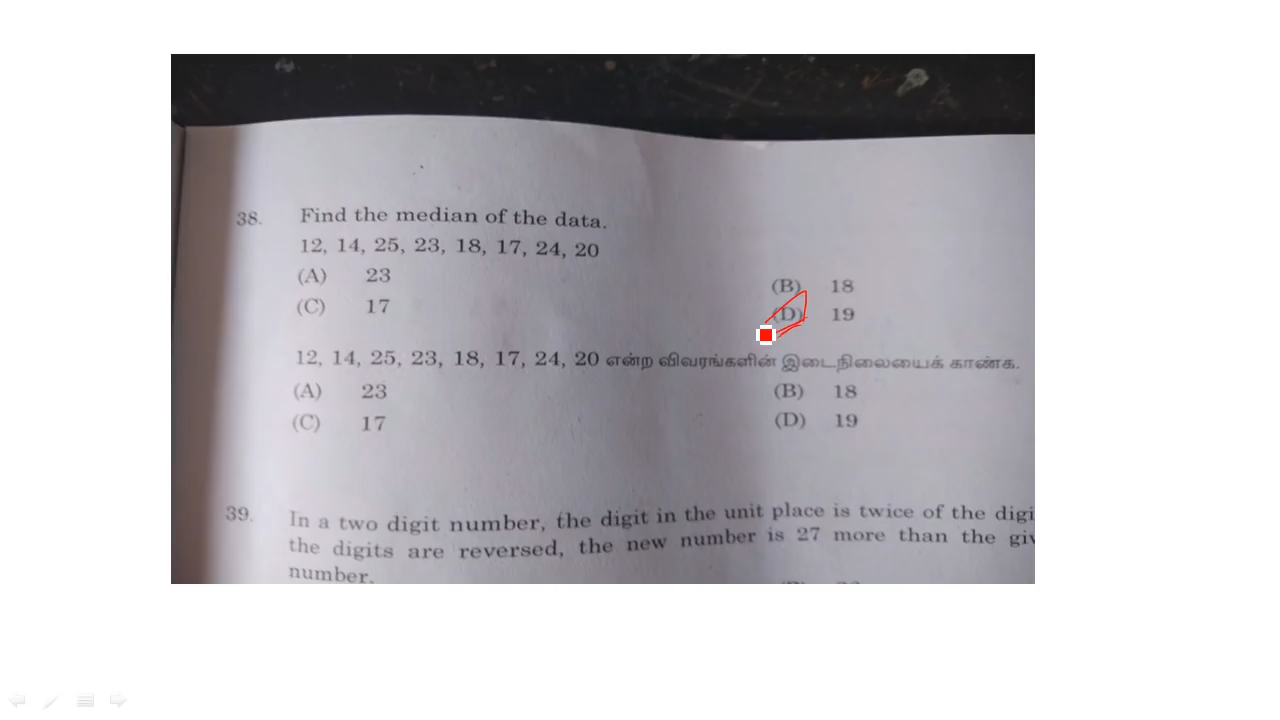 38. Find the median of the data.
12, 14, 25, 23, 18, 17, 24, 20
(A) 23 (B) 18
(C) 17 (D) 19
12, 14, 25, 23, 18, 17, 24, 20 என்ற விவரங்களின் இடைநிலையைக் காண்க.
(A) 23 (B) 18
(C) 17 (D) 19
39. In a two digit number, the digit in the unit place is twice of the digi
the digits are reversed, the new number is 27 more than the giv
number.